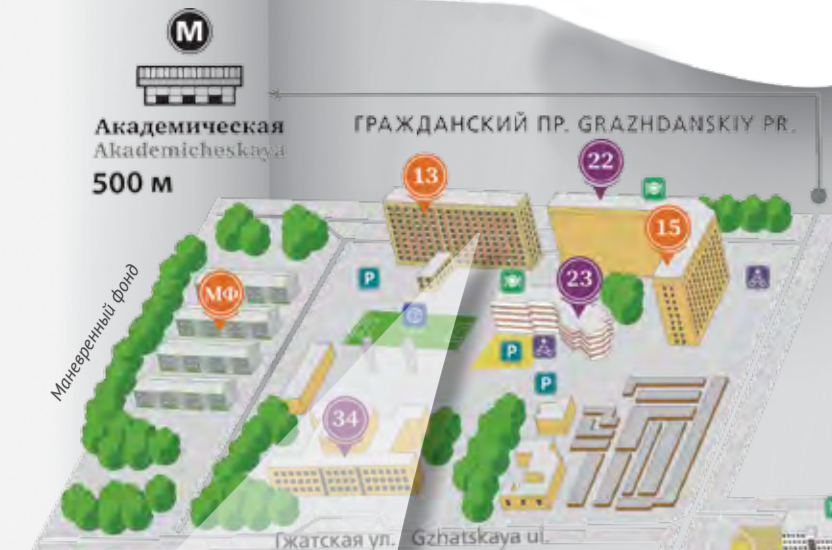 М
Академическая
Akademicheskaya
500 м
ГРАЖДАНСКИЙ ПР. GRAZHDANSKIY PR.
13
22
15
МФ
23
P
Маневренный фонд
P
P
34
Гжатская ул. Gzhatskaya ul.